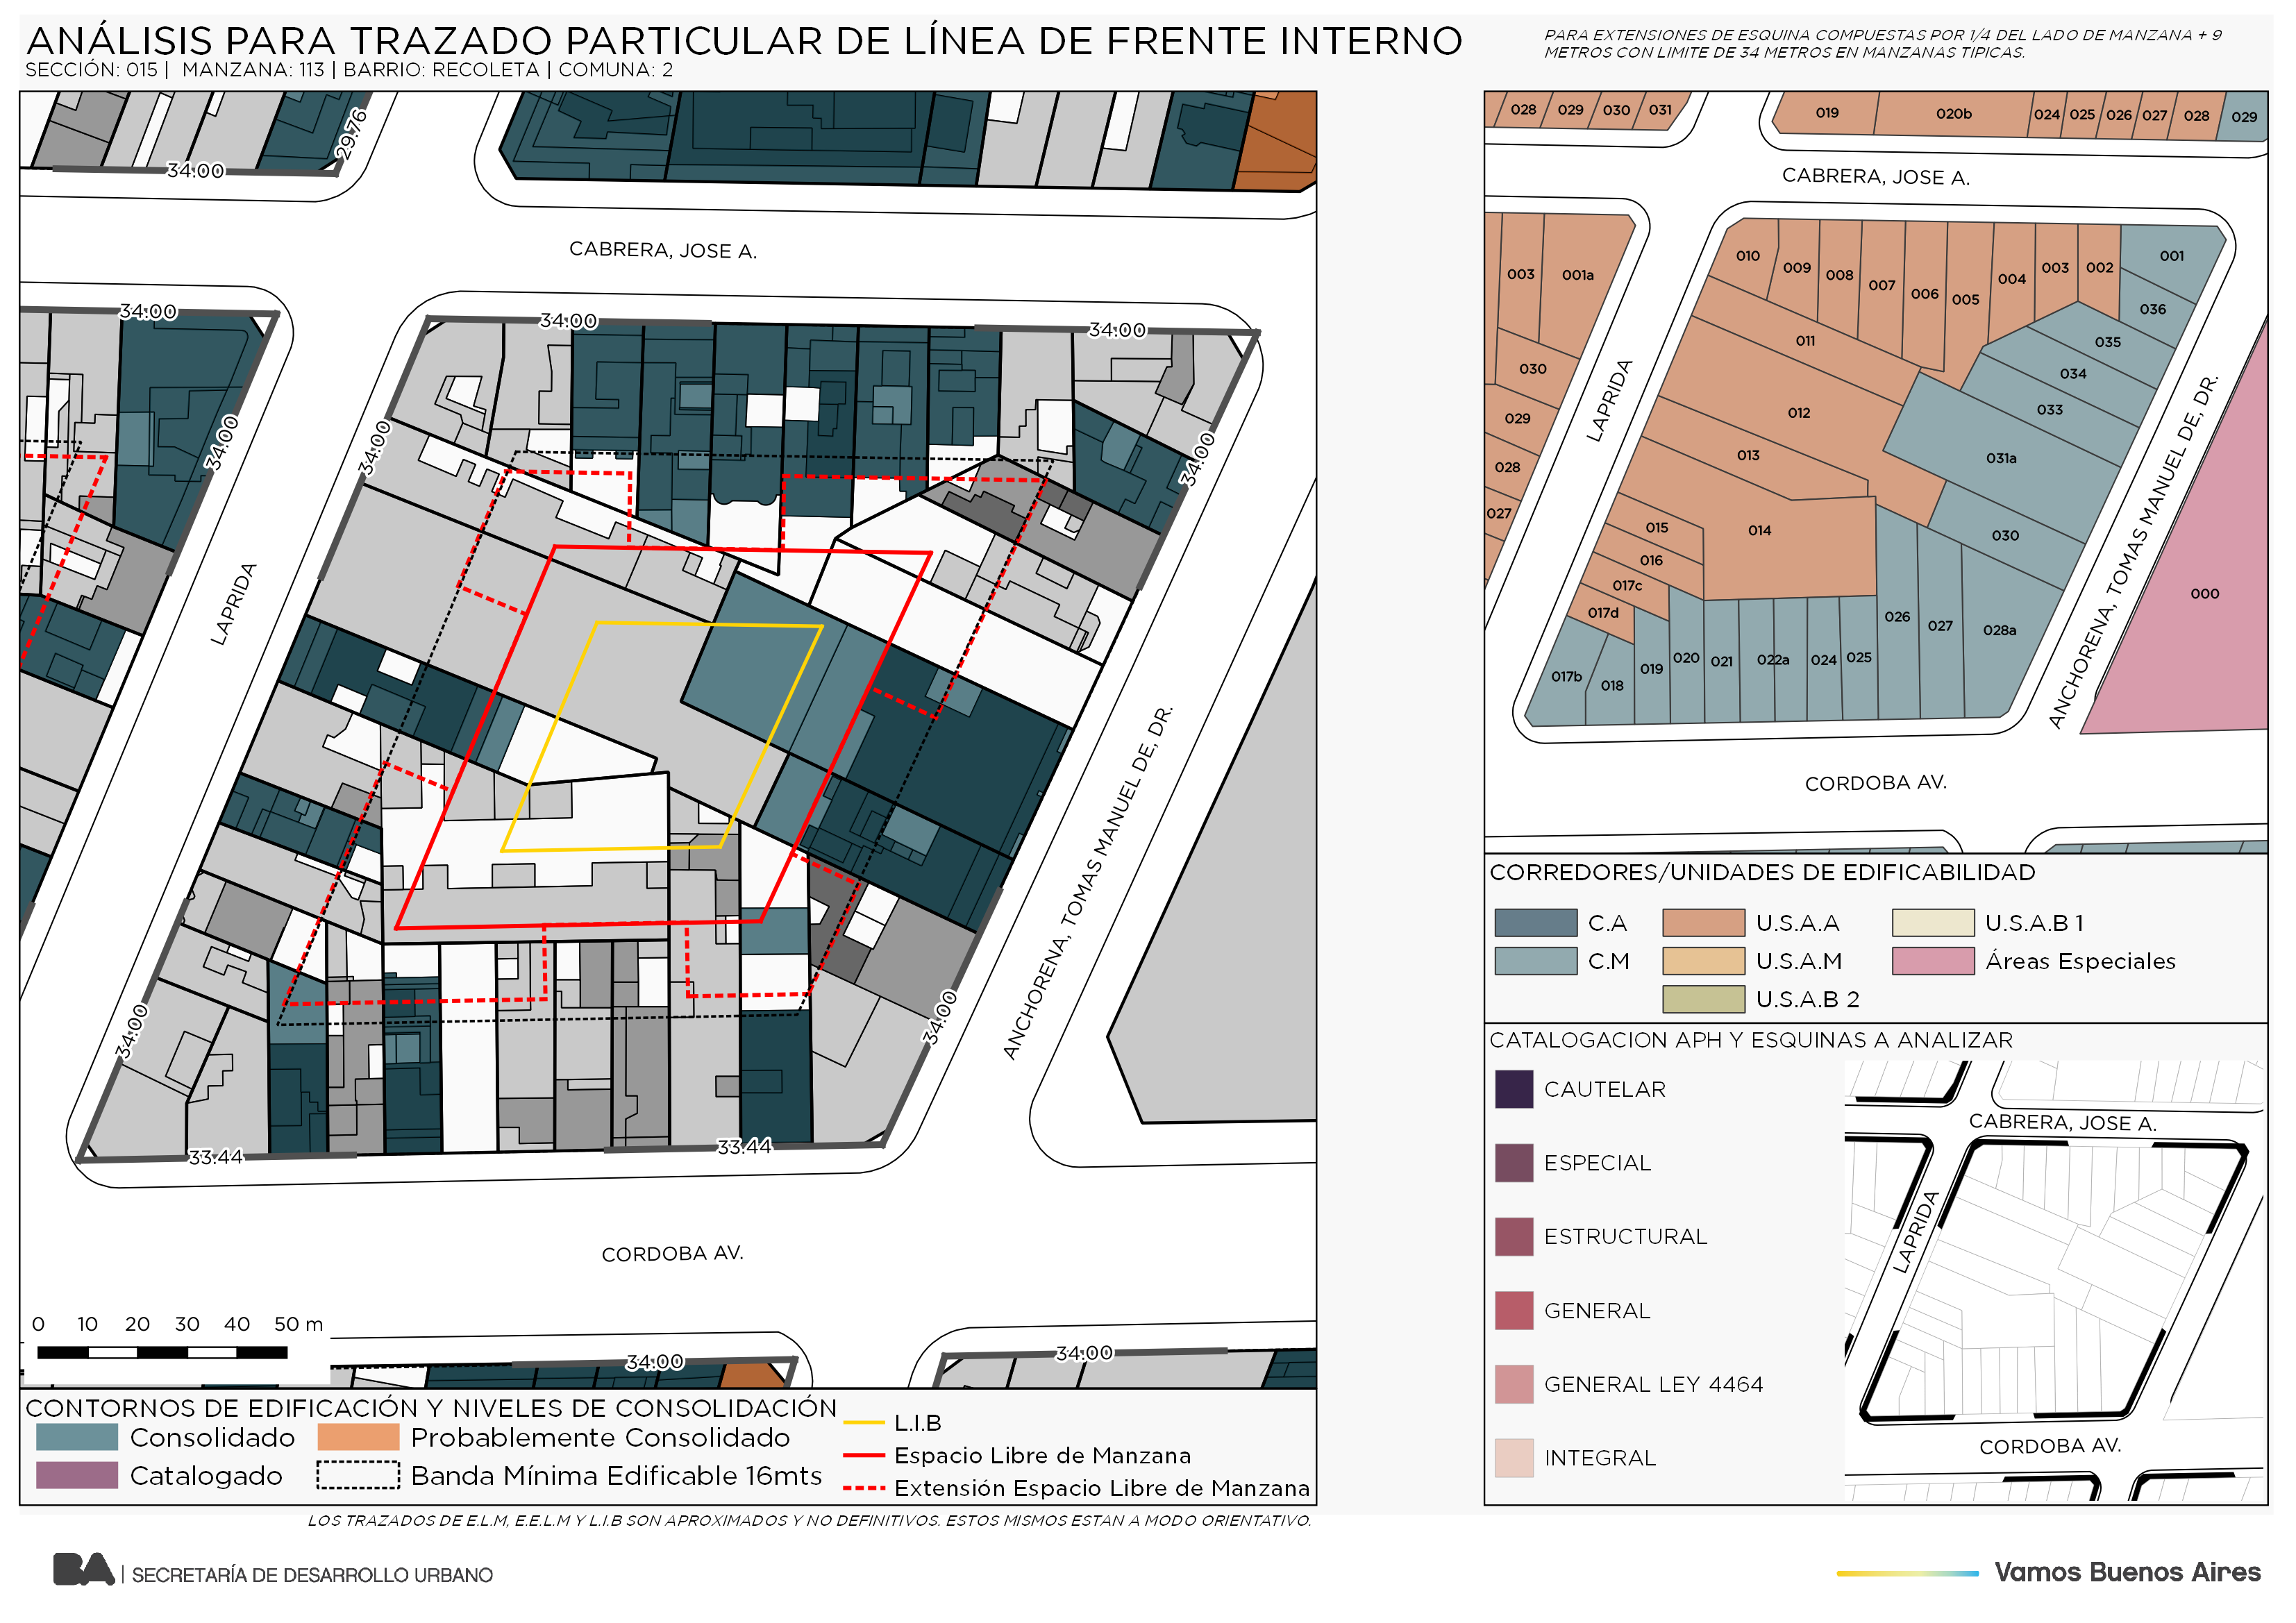 ANÁLISIS PARA TRAZADO PARTICULAR DE LÍNEA DE FRENTE INTERNO
SECCIÓN: 015 | MANZANA: 113 | BARRIO: RECOLETA | COMUNA: 2
PARA EXTENSIONES DE ESQUINA COMPUESTAS POR 1/4 DEL LADO DE MANZANA + 9
METROS CON LIMITE DE 34 METROS EN MANZANAS TIPICAS.
29.76
34.00
CABRERA, JOSE A.
34.00
34.00
34.00
34.00
34.00
34.00
LAPRIDA
ANCHORENA, TOMAS MANUEL DE, DR.
34.00
34.00
33.44
33.44
CORDOBA AV.
0 10 20 30 40 50 m
34.00
34.00
CONTORNOS DE EDIFICACIÓN Y NIVELES DE CONSOLIDACIÓN
Consolidado
Probablemente Consolidado
Catalogado
Banda Mínima Edificable 16mts
L.I.B
Espacio Libre de Manzana
Extensión Espacio Libre de Manzana
028 029 030 031 019 020b 024 025 026 027 028 029
CABRERA, JOSE A.
003 001a 010 009 008 007 006 005 004 003 002 001
036
011 035
030 034
012 033
029
013 031a
028
027 015 014 030
016
017c
017d 026 027 028a
017b 018 019 020 021 022a 024 025
000
LAPRIDA
ANCHORENA, TOMAS MANUEL DE, DR.
CORDOBA AV.
CORREDORES/UNIDADES DE EDIFICABILIDAD
C.A
U.S.A.A
U.S.A.B 1
C.M
U.S.A.M
Áreas Especiales
U.S.A.B 2
CATALOGACION APH Y ESQUINAS A ANALIZAR
CAUTELAR
ESPECIAL
ESTRUCTURAL
GENERAL
GENERAL LEY 4464
INTEGRAL
CABRERA, JOSE A.
LAPRIDA
CORDOBA AV.
LOS TRAZADOS DE E.L.M, E.E.L.M Y L.I.B SON APROXIMADOS Y NO DEFINITIVOS. ESTOS MISMOS ESTAN A MODO ORIENTATIVO.
BA | SECRETARÍA DE DESARROLLO URBANO
Vamos Buenos Aires